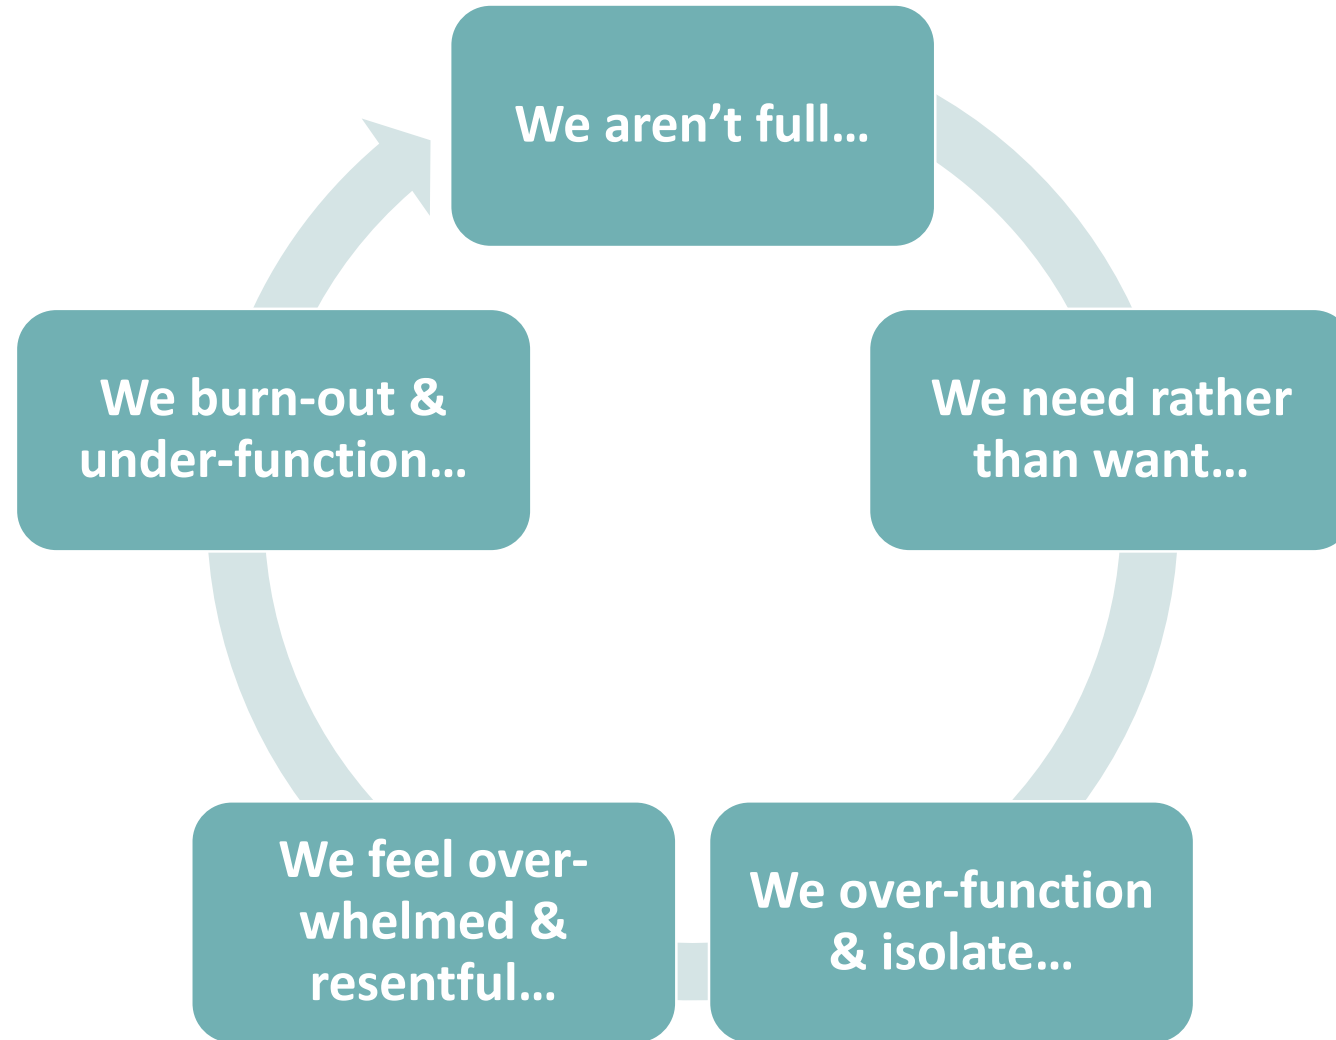 We aren’t full…
We need rather
than want…
We over-function
& isolate…
We feel over-
whelmed &
resentful…
We burn-out &
under-function…